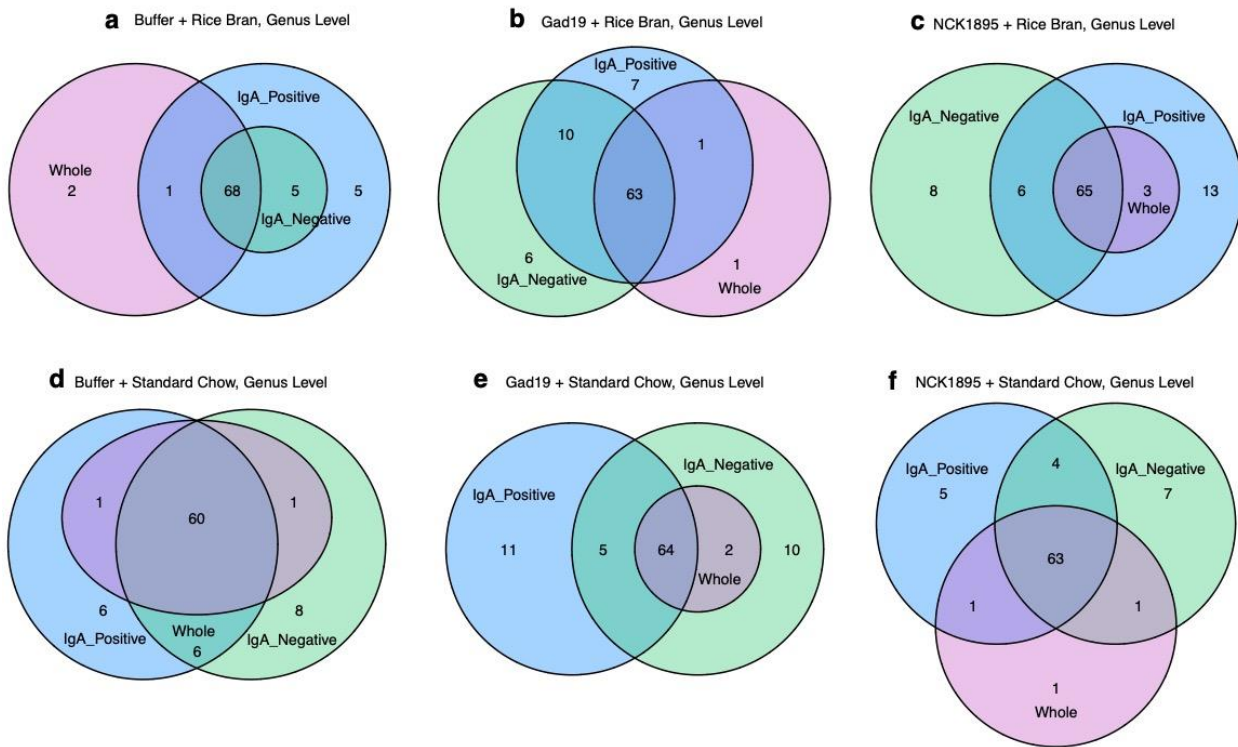 a Buffer + Rice Bran, Genus Level
Whole
2
1
68
5
IgA_Negative
IgA_Positive
5
b Gad19 + Rice Bran, Genus Level
IgA_Positive
7
10
1
63
6
IgA_Negative
1
Whole
c NCK1895 + Rice Bran, Genus Level
IgA_Negative
8
6
65
3
Whole
IgA_Positive
13
d Buffer + Standard Chow, Genus Level
1
60
1
6
IgA_Positive
Whole
6
8
IgA_Negative
e Gad19 + Standard Chow, Genus Level
IgA_Positive
11
5
64
2
Whole
IgA_Negative
10
f NCK1895 + Standard Chow, Genus Level
IgA_Positive
5
4
IgA_Negative
7
63
1
1
1
Whole